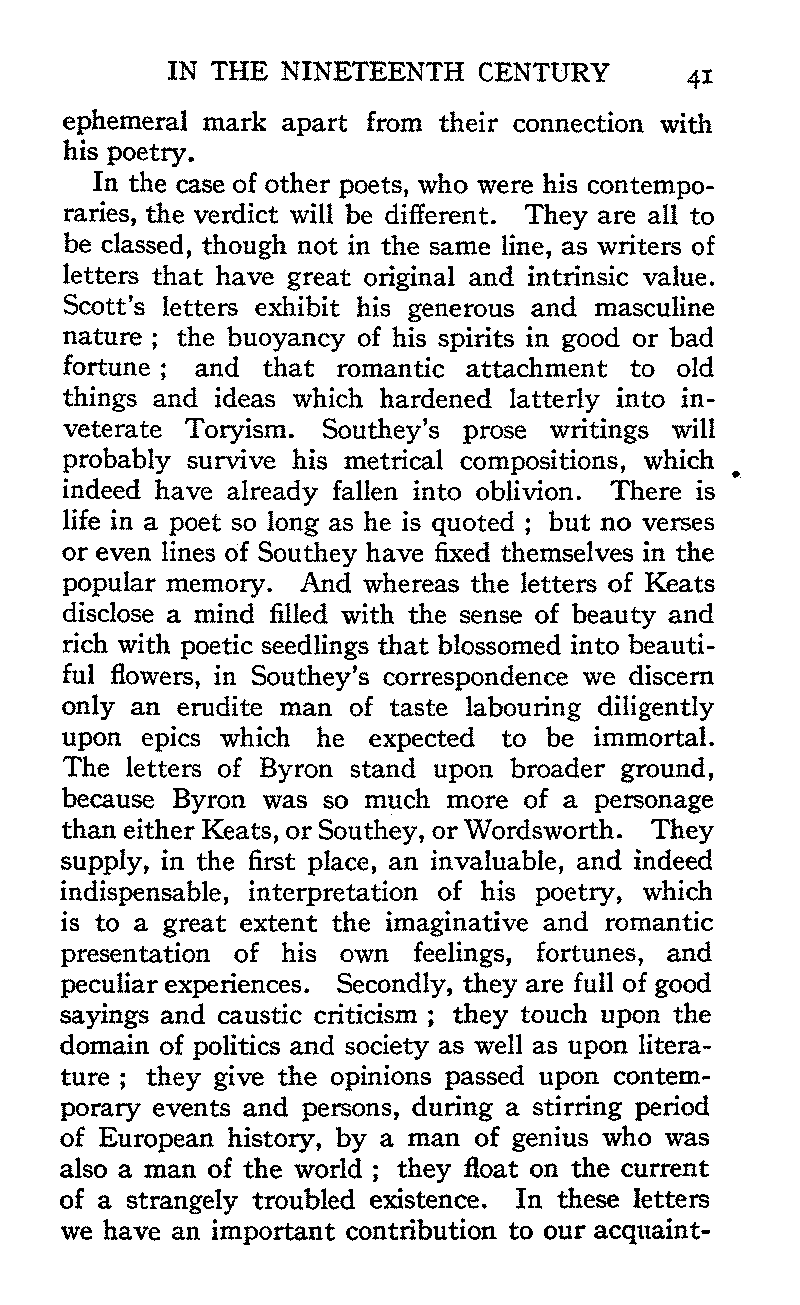 IN THE NINETEENTH CENTURY 41
ephemeral mark apart from their connection with
his poetry.
In the case of other poets, who were his contempo-
raries, the verdict will be different. They are all to
be classed, though not in the same line, as writers of
letters that have great original and intrinsic value.
Scott's letters exhibit his generous and masculine
nature ; the buoyancy of his spirits in good or bad
fortune ; and that romantic attachment to old
things and ideas which hardened latterly into in-
veterate Toryism. Southey's prose writings will
probably survive his metrical compositions, which
indeed have already fallen into oblivion. There is
life in a poet so long as he is quoted ; but no verses
or even lines of Southey have fixed themselves in the
popular memory. And whereas the letters of Keats
disclose a mind filled with the sense of beauty and
rich with poetic seedlings that blossomed into beauti-
ful flowers, in Southey's correspondence we discern
only an erudite man of taste labouring diligently
upon epics which he expected to be immortal.
The letters of Byron stand upon broader ground,
because Byron was so much more of a personage
than either Keats, or Southey, or Wordsworth. They
supply, in the first place, an invaluable, and indeed
indispensable, interpretation of his poetry, which
is to a great extent the imaginative and romantic
presentation of his own feelings, fortunes, and
peculiar experiences. Secondly, they are full of good
sayings and caustic criticism ; they touch upon the
domain of politics and society as well as upon litera-
ture ; they give the opinions passed upon contem-
porary events and persons, during a stirring period
of European history, by a man of genius who was
also a man of the world ; they float on the current
of a strangely troubled existence. In these letters
we have an important contribution to our acquaint-